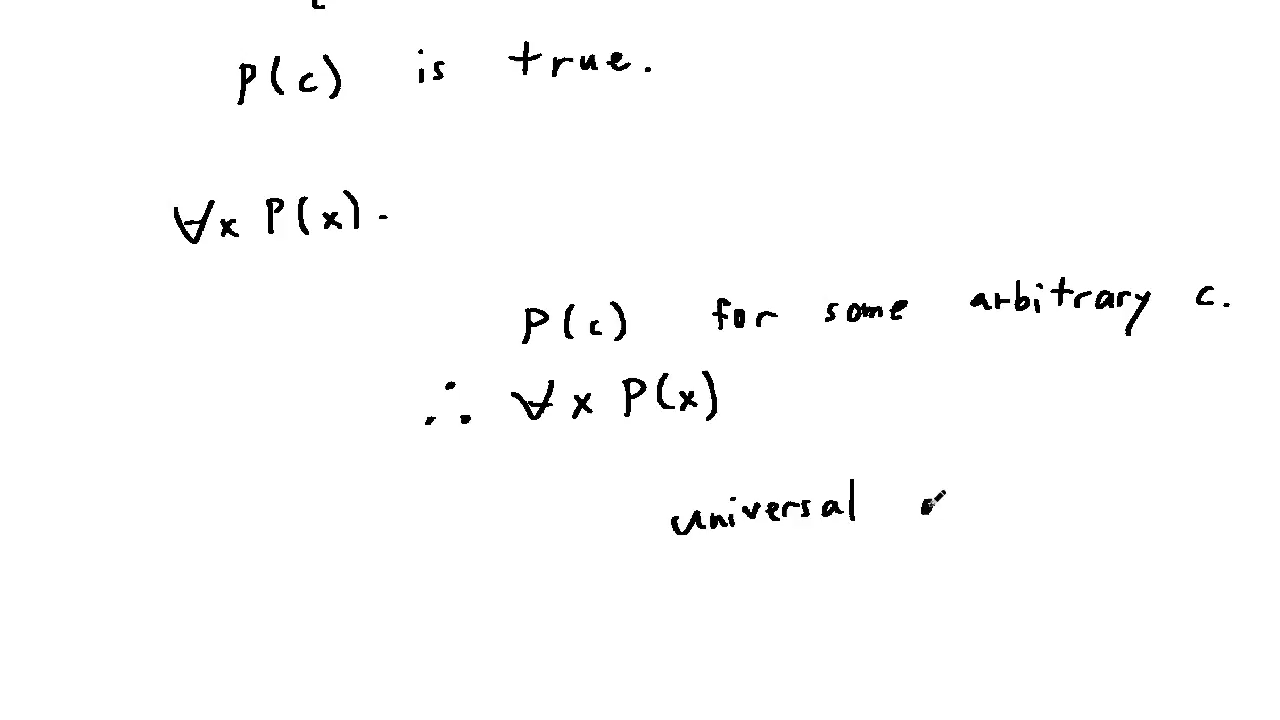 P(c) is true.
∀x P(x).
P(c) for some arbitrary c.
∴ ∀x P(x)
universal